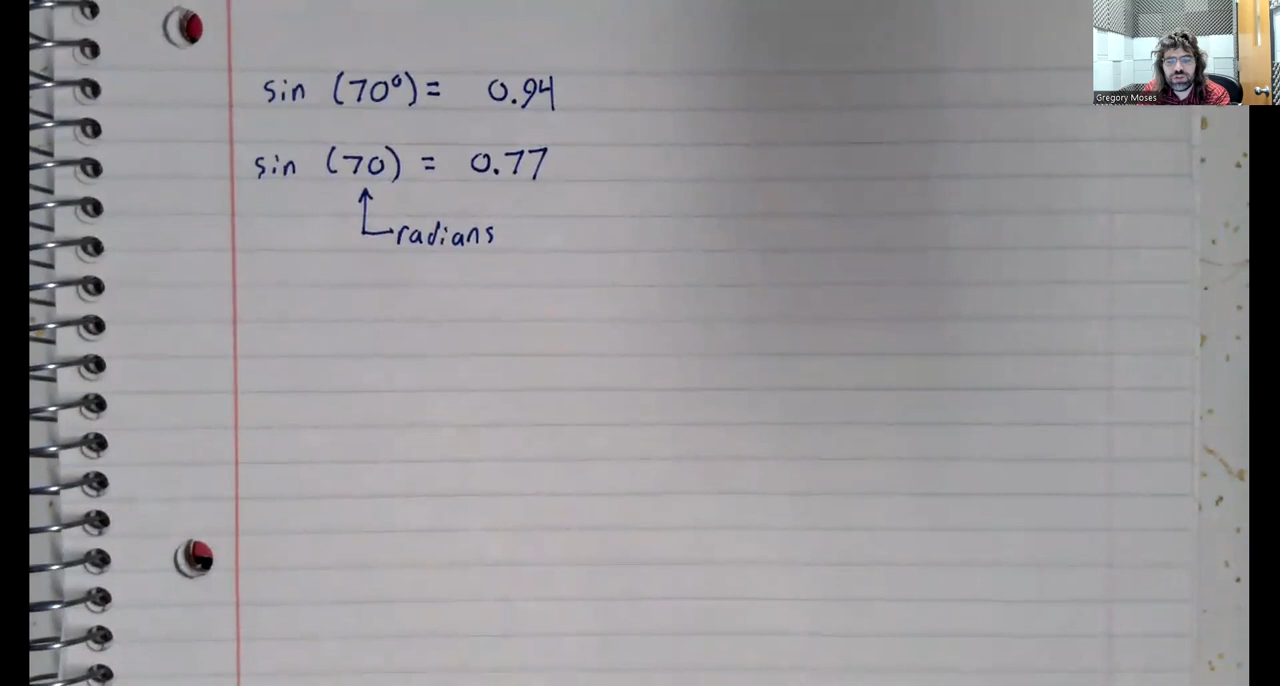 sin (70°) = 0.94
sin (70) = 0.77
radians
Gregory Moses